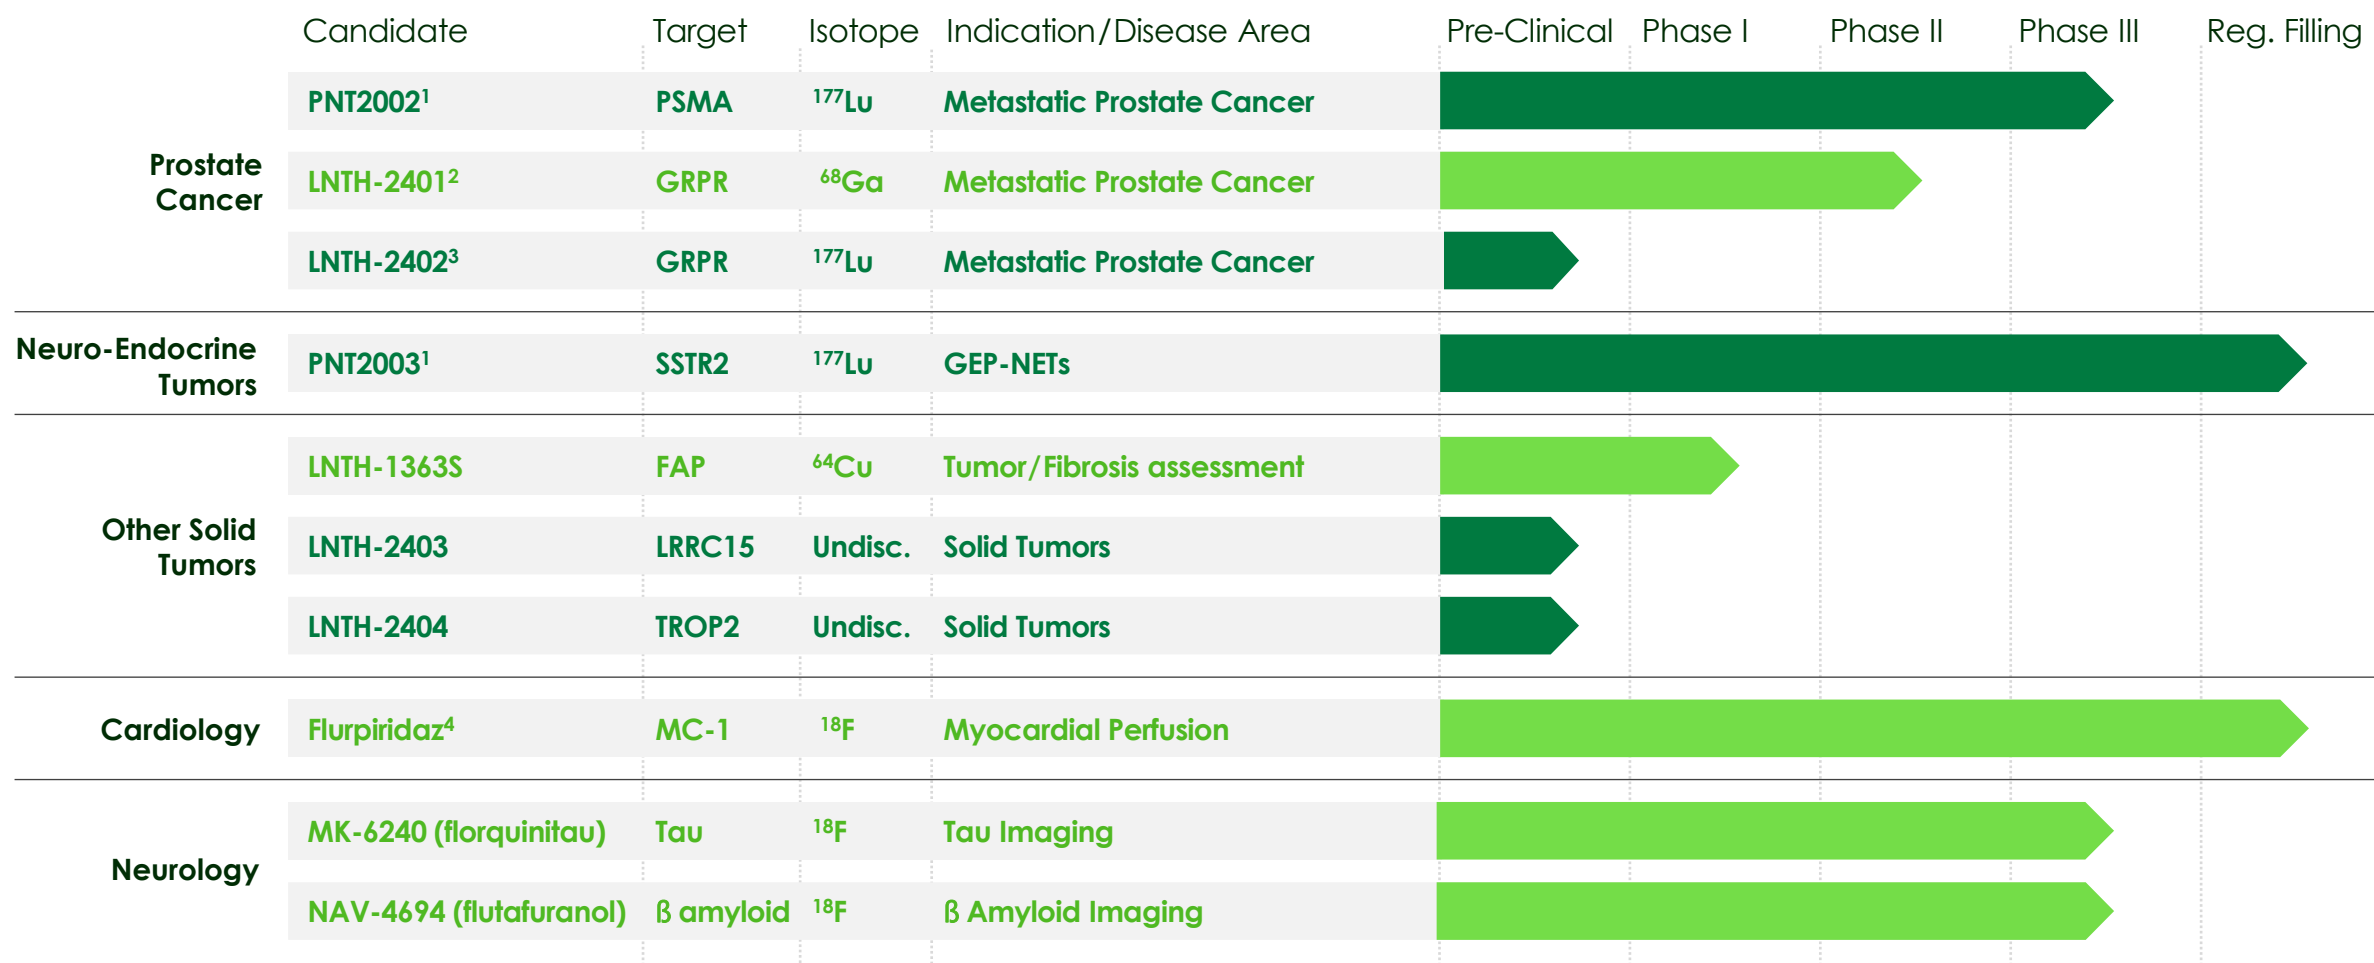 Candidate Target Isotope Indication/Disease Area Pre-Clinical Phase I Phase II Phase III Reg. Filling
Prostate
Cancer
PNT2002¹ PSMA ¹⁷⁷Lu Metastatic Prostate Cancer
LNTH-2401² GRPR ⁶⁸Ga Metastatic Prostate Cancer
LNTH-2402³ GRPR ¹⁷⁷Lu Metastatic Prostate Cancer
Neuro-Endocrine
Tumors
PNT2003¹ SSTR2 ¹⁷⁷Lu GEP-NETs
Other Solid
Tumors
LNTH-1363S FAP ⁶⁴Cu Tumor/Fibrosis assessment
LNTH-2403 LRRC15 Undisc. Solid Tumors
LNTH-2404 TROP2 Undisc. Solid Tumors
Cardiology
Flurpiridaz⁴ MC-1 ¹⁸F Myocardial Perfusion
Neurology
MK-6240 (florquinitau) Tau ¹⁸F Tau Imaging
NAV-4694 (flutafuranol) ß amyloid ¹⁸F ß Amyloid Imaging